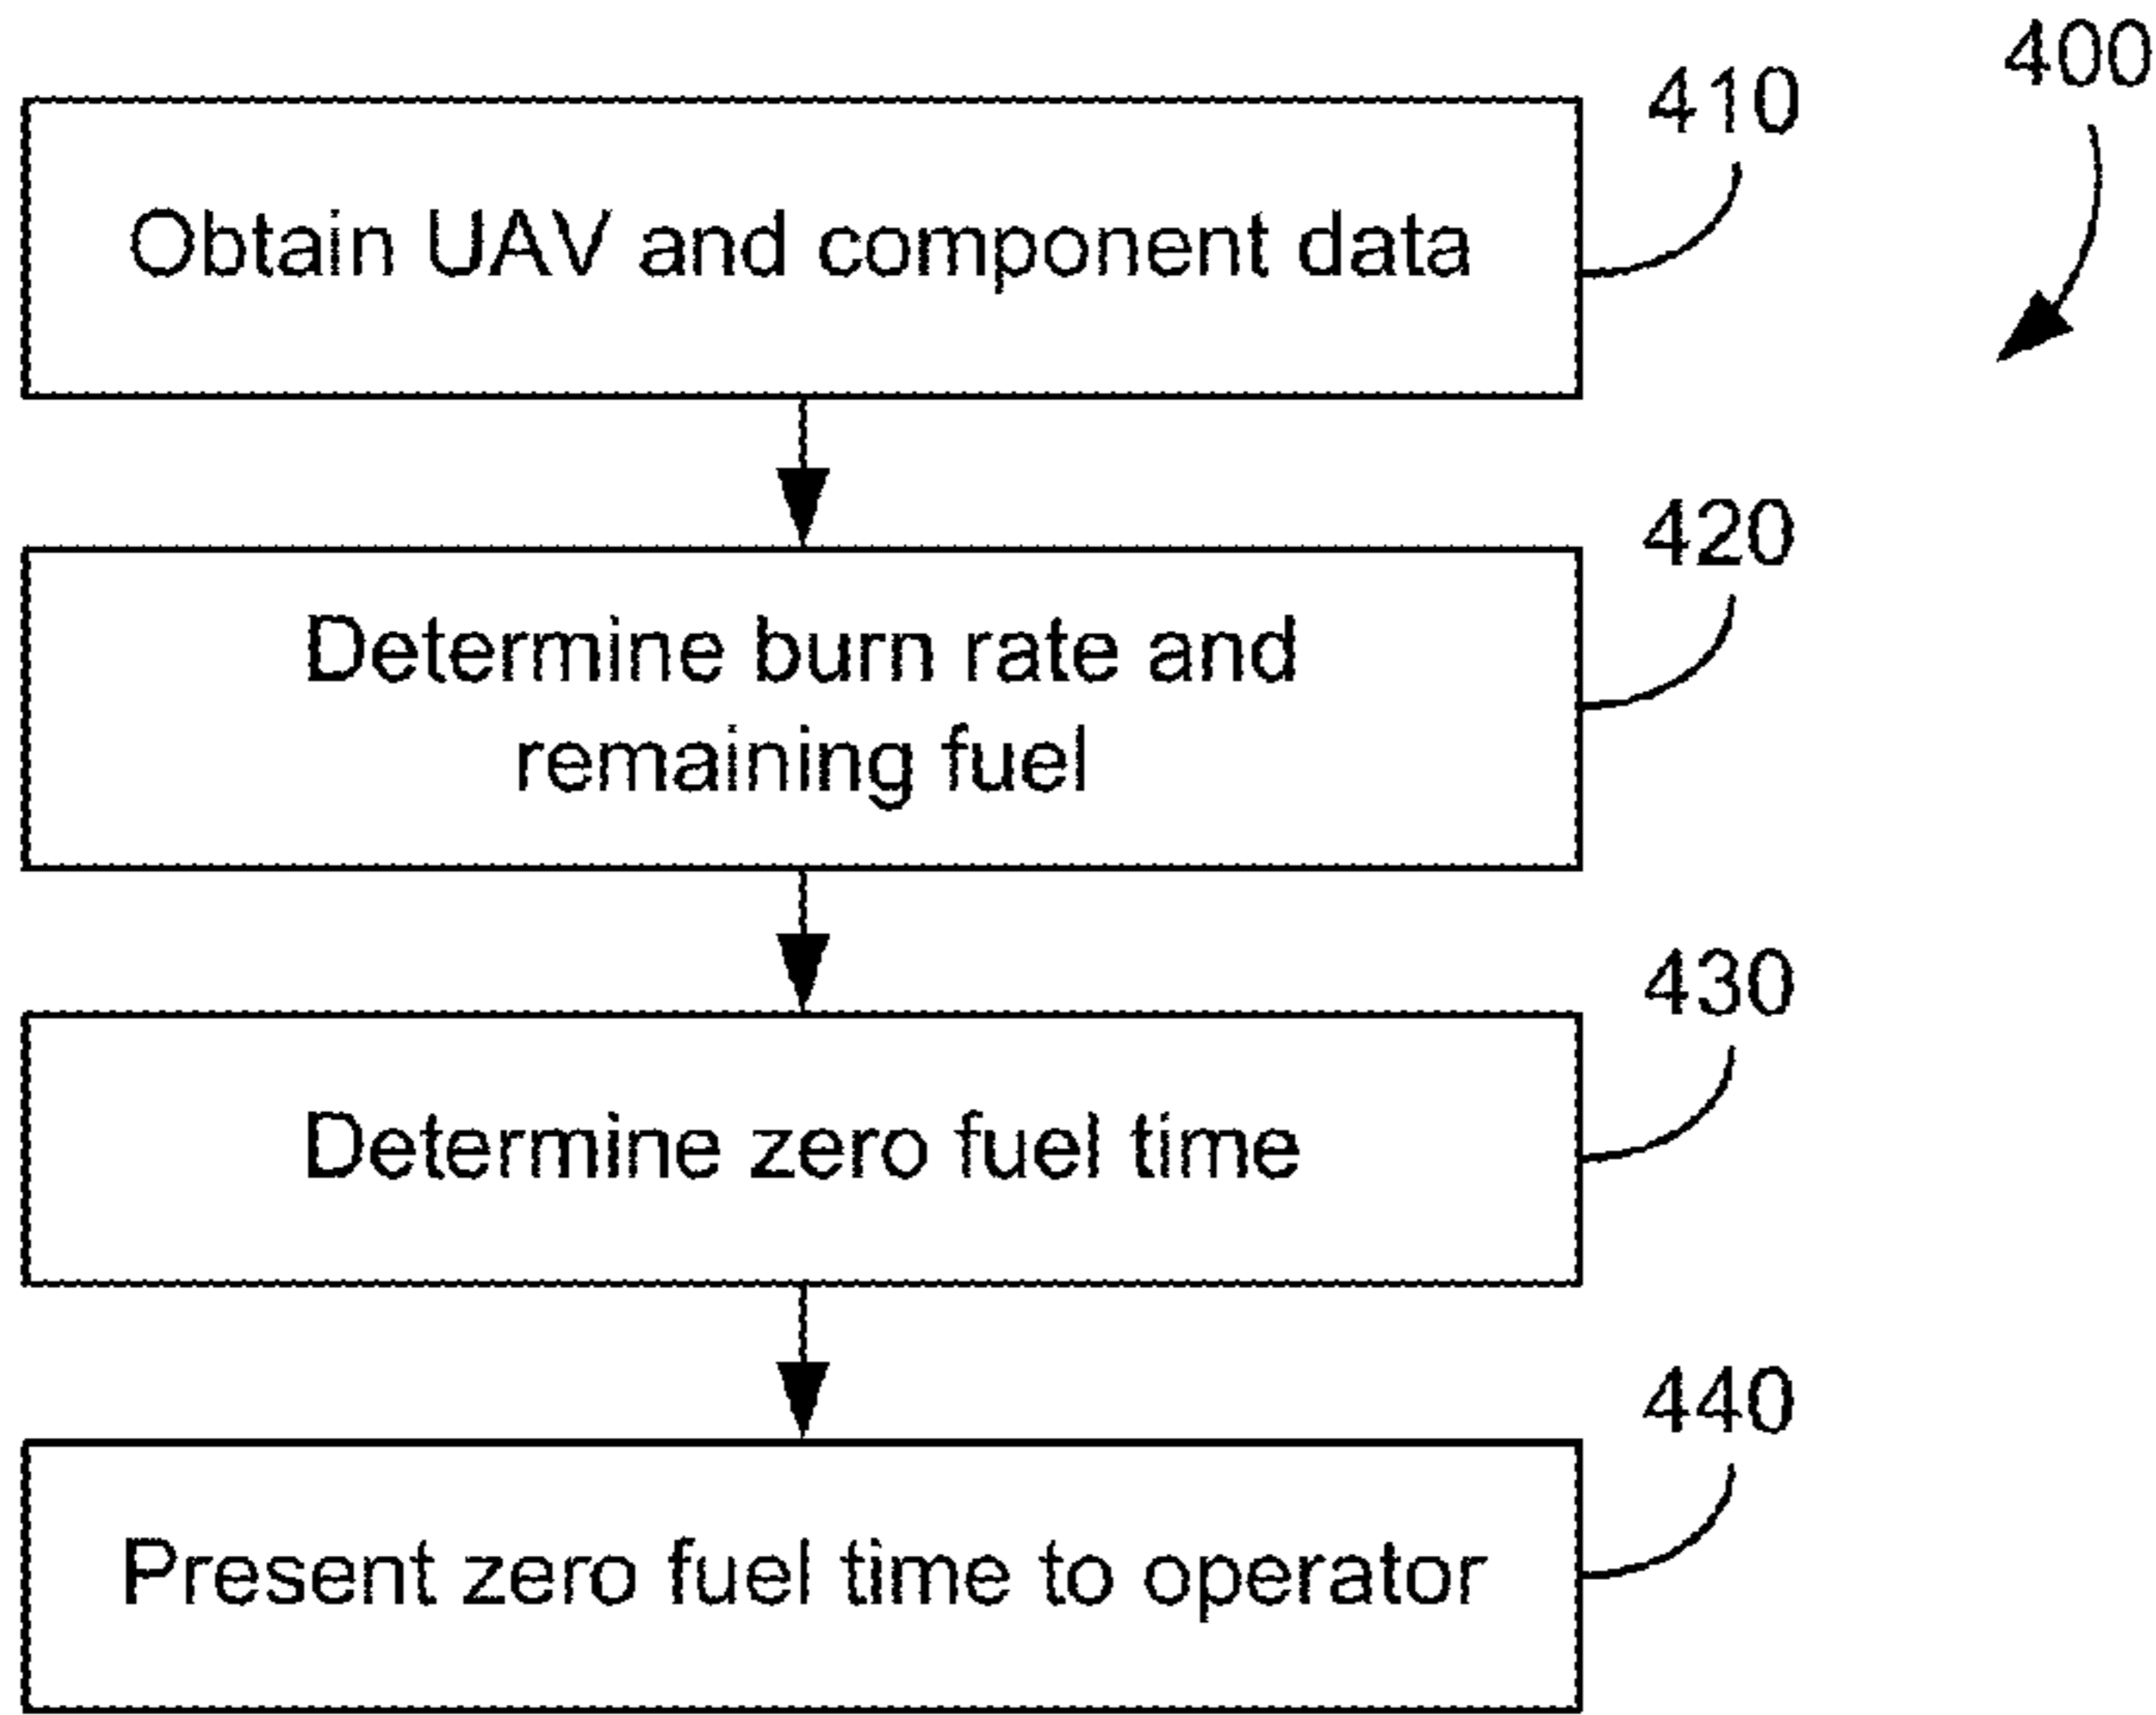 400
410
Obtain UAV and component data
420
Determine burn rate and
remaining fuel
430
Determine zero fuel time
440
Present zero fuel time to operator